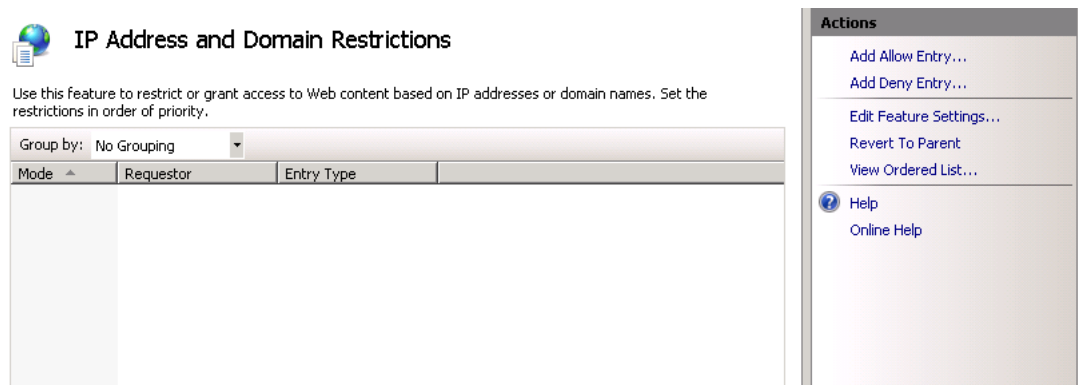 IP Address and Domain Restrictions
Use this feature to restrict or grant access to Web content based on IP addresses or domain names. Set the
restrictions in order of priority.
Group by: No Grouping
Mode Requestor Entry Type
Actions
Add Allow Entry...
Add Deny Entry...
Edit Feature Settings...
Revert To Parent
View Ordered List...
Help
Online Help